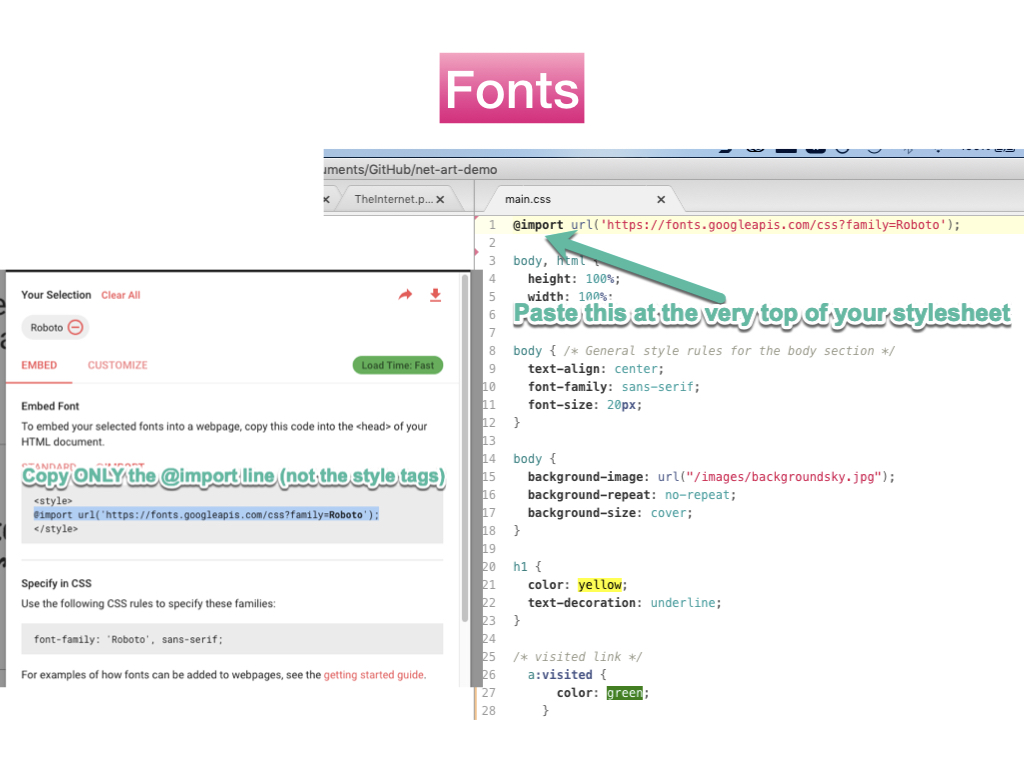 Fonts
uments/GitHub/net-art-demo
TheInternet.p...
main.css
1 @import url('https://fonts.googleapis.com/css?family=Roboto');
2
3 body, html {
4 height: 100%;
5 width: 100%;
6
Paste this at the very top of your stylesheet
7
8 body { /* General style rules for the body section */
9 text-align: center;
10 font-family: sans-serif;
11 font-size: 20px;
12 }
13
14 body {
15 background-image: url("/images/backgroundsky.jpg");
16 background-repeat: no-repeat;
17 background-size: cover;
18 }
19
20 h1 {
21 color: yellow;
22 text-decoration: underline;
23 }
24
25 /* visited link */
26 a:visited {
27 color: green;
28 }
Your Selection Clear All
Roboto
EMBED CUSTOMIZE Load Time: Fast
Embed Font
To embed your selected fonts into a webpage, copy this code into the <head> of your
HTML document.
STANDARD @IMPORT
Copy ONLY the @import line (not the style tags)
<style>
@import url('https://fonts.googleapis.com/css?family=Roboto');
</style>
Specify in CSS
Use the following CSS rules to specify these families:
font-family: 'Roboto', sans-serif;
For examples of how fonts can be added to webpages, see the getting started guide.